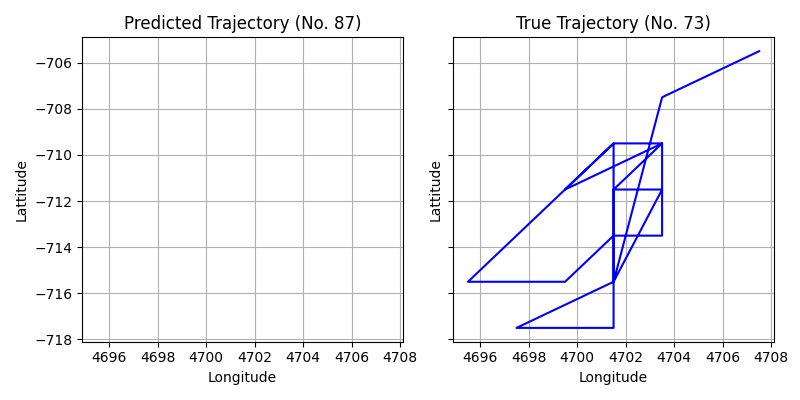 Predicted Trajectory (No. 87)
True Trajectory (No. 73)
−706
−708
−710
−712
−714
−716
−718
Lattitude
Lattitude
4696 4698 4700 4702 4704 4706 4708
4696 4698 4700 4702 4704 4706 4708
Longitude
Longitude